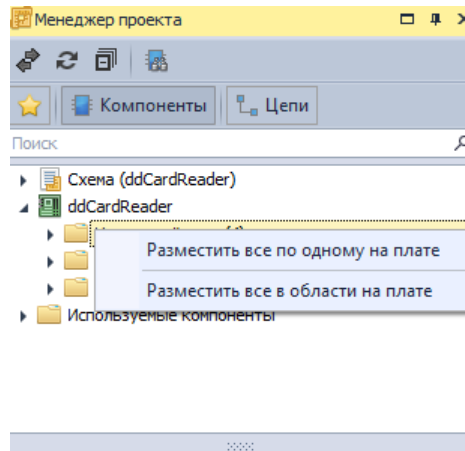 Менеджер проекта
Компоненты
Цепи
Поиск
Схема (ddCardReader)
ddCardReader
Разместить все по одному на плате
Разместить все в области на плате
Используемые компоненты